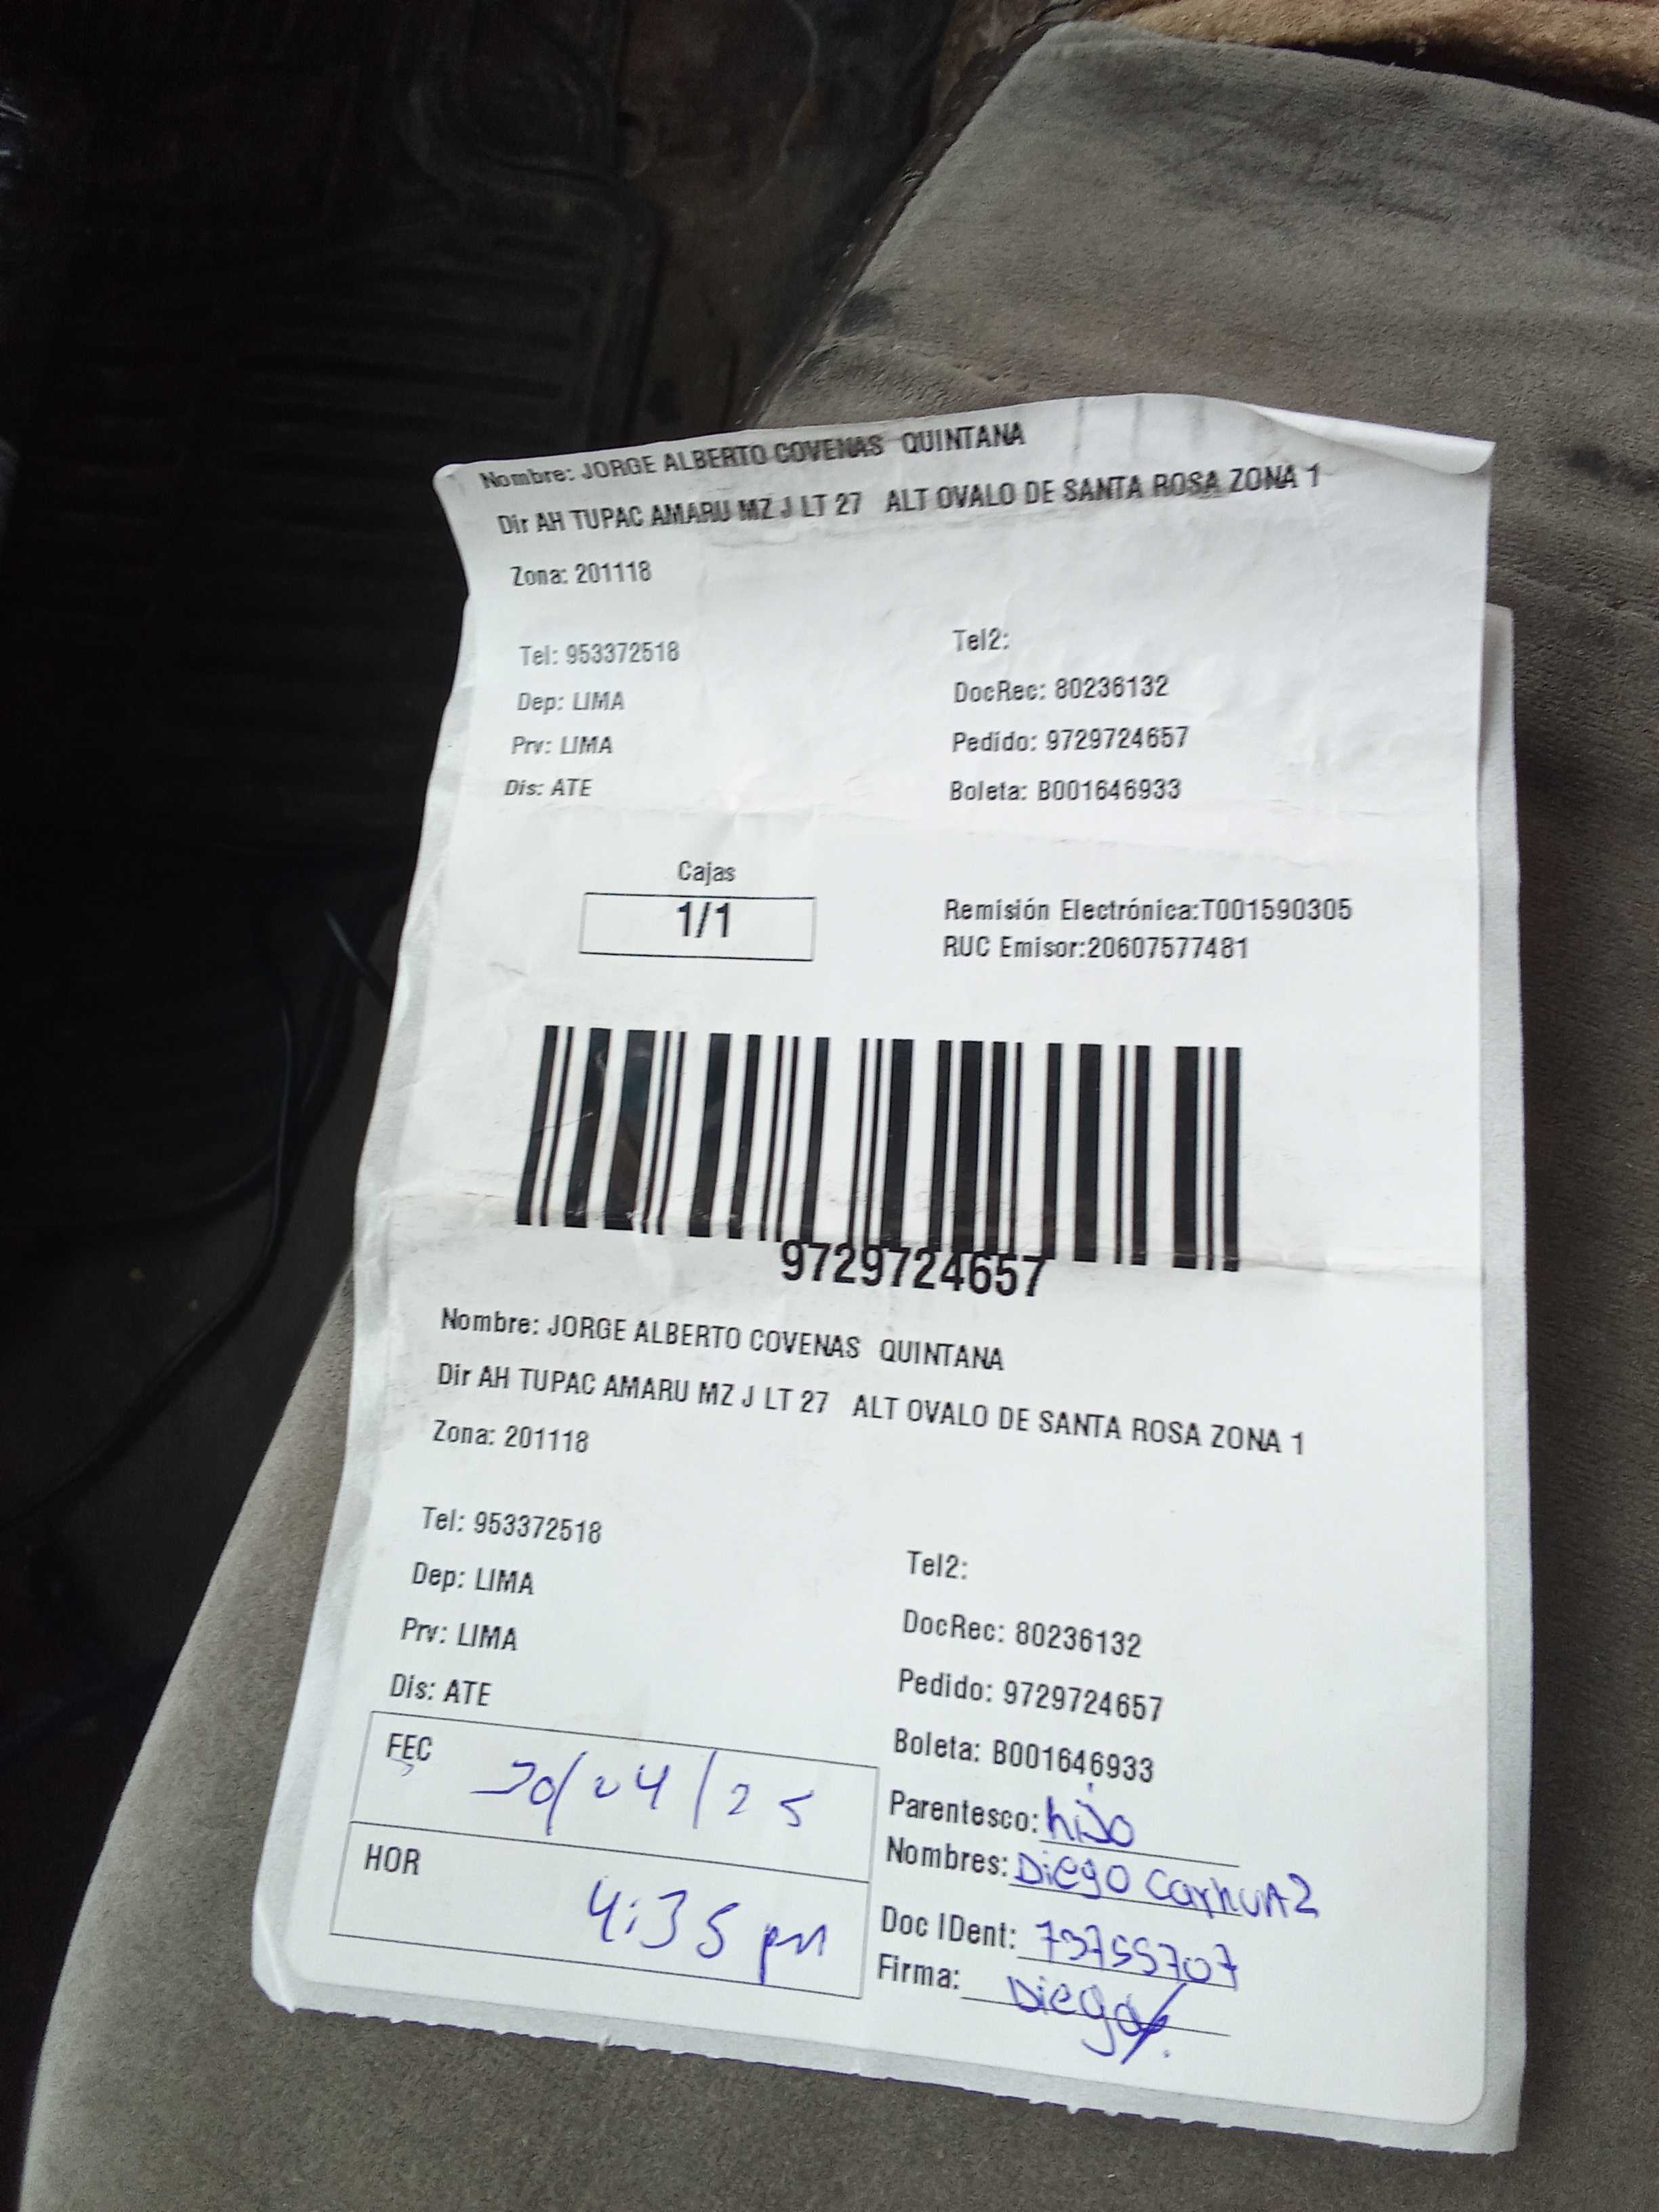 Nombre: JORGE ALBERTO COVENAS QUINTANA
Dir AH TUPAC AMARU MZ J LT 27 ALT OVALO DE SANTA ROSA ZONA 1
Zona: 201118
Tel: 953372518
Tel2:
Dep: LIMA
DocRec: 80236132
Prv: LIMA
Pedido: 9729724657
Dis: ATE
Boleta: B001646933
Cajas
1/1
Remisión Electrónica:T001590305
RUC Emisor:20607577481
9729724657
Nombre: JORGE ALBERTO COVENAS QUINTANA
Dir AH TUPAC AMARU MZ J LT 27 ALT OVALO DE SANTA ROSA ZONA 1
Zona: 201118
Tel: 953372518
Tel2:
Dep: LIMA
DocRec: 80236132
Prv: LIMA
Pedido: 9729724657
Dis: ATE
Boleta: B001646933
FEC 30/04/25
HOR 4:35 pm
Parentesco: hijo
Nombres: Diego CarhuAz
Doc IDent: 73755707
Firma: Diego